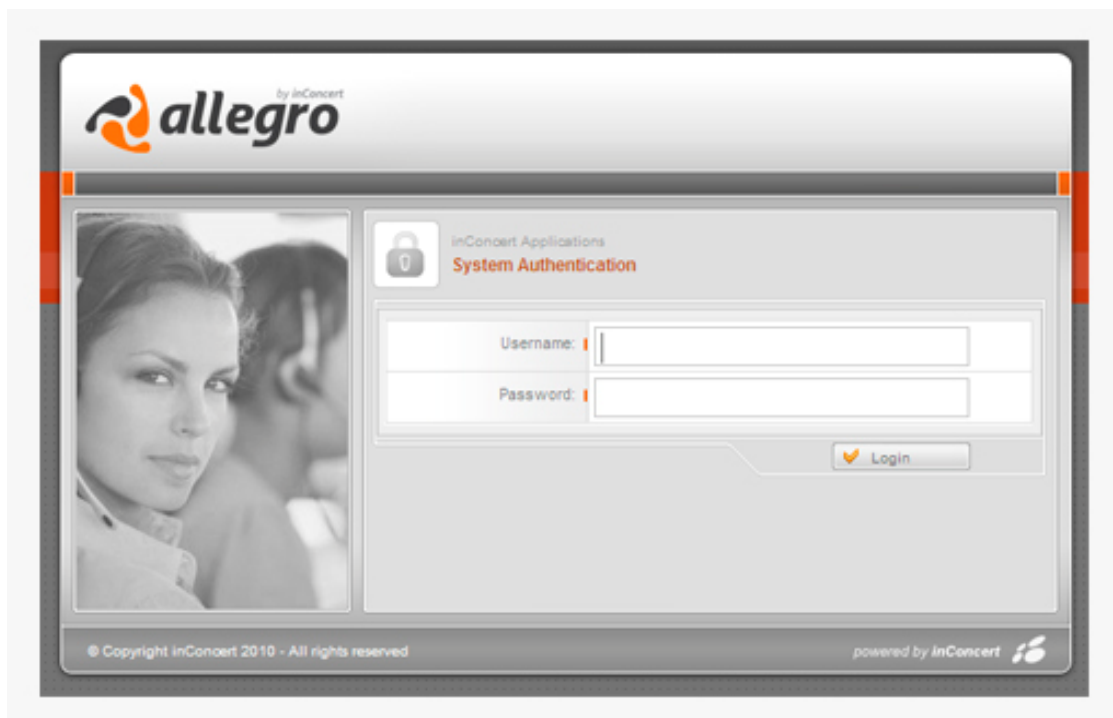 by inConcert
allegro
inConcert Applications
System Authentication
Username:
Password:
Login
© Copyright inConcert 2010 - All rights reserved
powered by inConcert